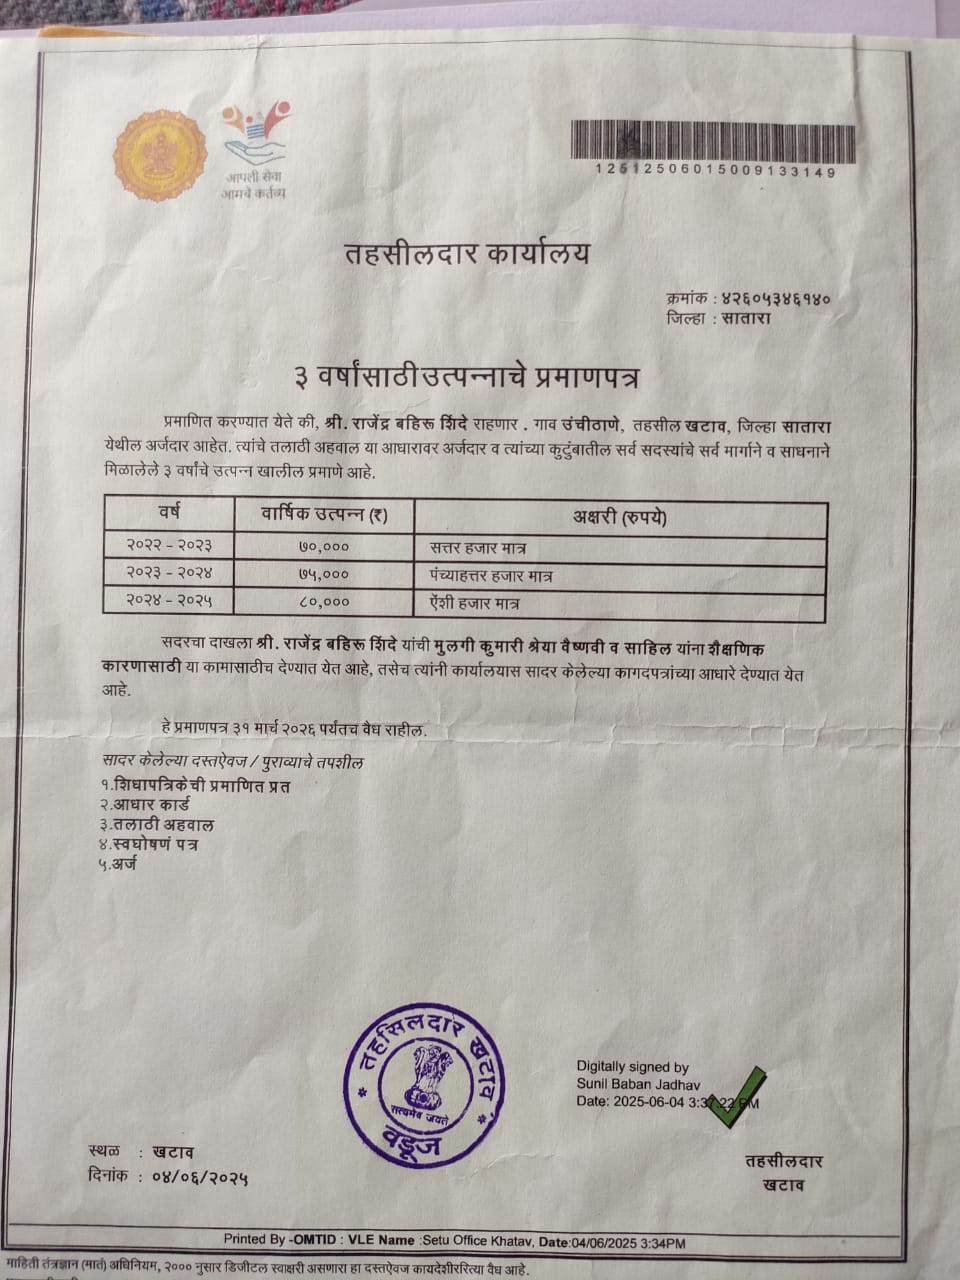 आपली सेवा
आमचे कर्तव्य
12612506015009133149
तहसीलदार कार्यालय
क्रमांक : ४२६०५३४६१४०
जिल्हा : सातारा
३ वर्षांसाठी उत्पन्नाचे प्रमाणपत्र
प्रमाणित करण्यात येते की, श्री. राजेंद्र बहिरू शिंदे राहणार . गाव उंचीठाणे, तहसील खटाव, जिल्हा सातारा
येथील अर्जदार आहेत. त्यांचे तलाठी अहवाल या आधारावर अर्जदार व त्यांच्या कुटुंबातील सर्व सदस्यांचे सर्व मार्गाने व साधनाने
मिळालेले ३ वर्षांचे उत्पन्न खालील प्रमाणे आहे.
वर्ष वार्षिक उत्पन्न (₹) अक्षरी (रुपये)
२०२२ - २०२३ ७०,००० सत्तर हजार मात्र
२०२३ - २०२४ ७५,००० पंच्याहत्तर हजार मात्र
२०२४ - २०२५ ८०,००० ऐंशी हजार मात्र
सदरचा दाखला श्री. राजेंद्र बहिरू शिंदे यांची मुलगी कुमारी श्रेया वैष्णवी व साहिल यांना शैक्षणिक
कारणासाठी या कामासाठीच देण्यात येत आहे, तसेच त्यांनी कार्यालयास सादर केलेल्या कागदपत्रांच्या आधारे देण्यात येत
आहे.
हे प्रमाणपत्र ३१ मार्च २०२६ पर्यंतच वैध राहील.
सादर केलेल्या दस्तऐवज / पुराव्याचे तपशील
१.शिधापत्रिकेची प्रमाणित प्रत
२.आधार कार्ड
३.तलाठी अहवाल
४.स्वघोषणं पत्र
५.अर्ज
तहसिलदार खटाव
सत्यमेव जयते
वडूज
Digitally signed by
Sunil Baban Jadhav
Date: 2025-06-04 3:37:22 PM
स्थळ : खटाव
दिनांक : ०४/०६/२०२५
तहसीलदार
खटाव
Printed By -OMTID : VLE Name :Setu Office Khatav, Date:04/06/2025 3:34PM
माहिती तंत्रज्ञान (मातं) अधिनियम, २००० नुसार डिजीटल स्वाक्षरी असणारा हा दस्तऐवज कायदेशीररित्या वैध आहे.